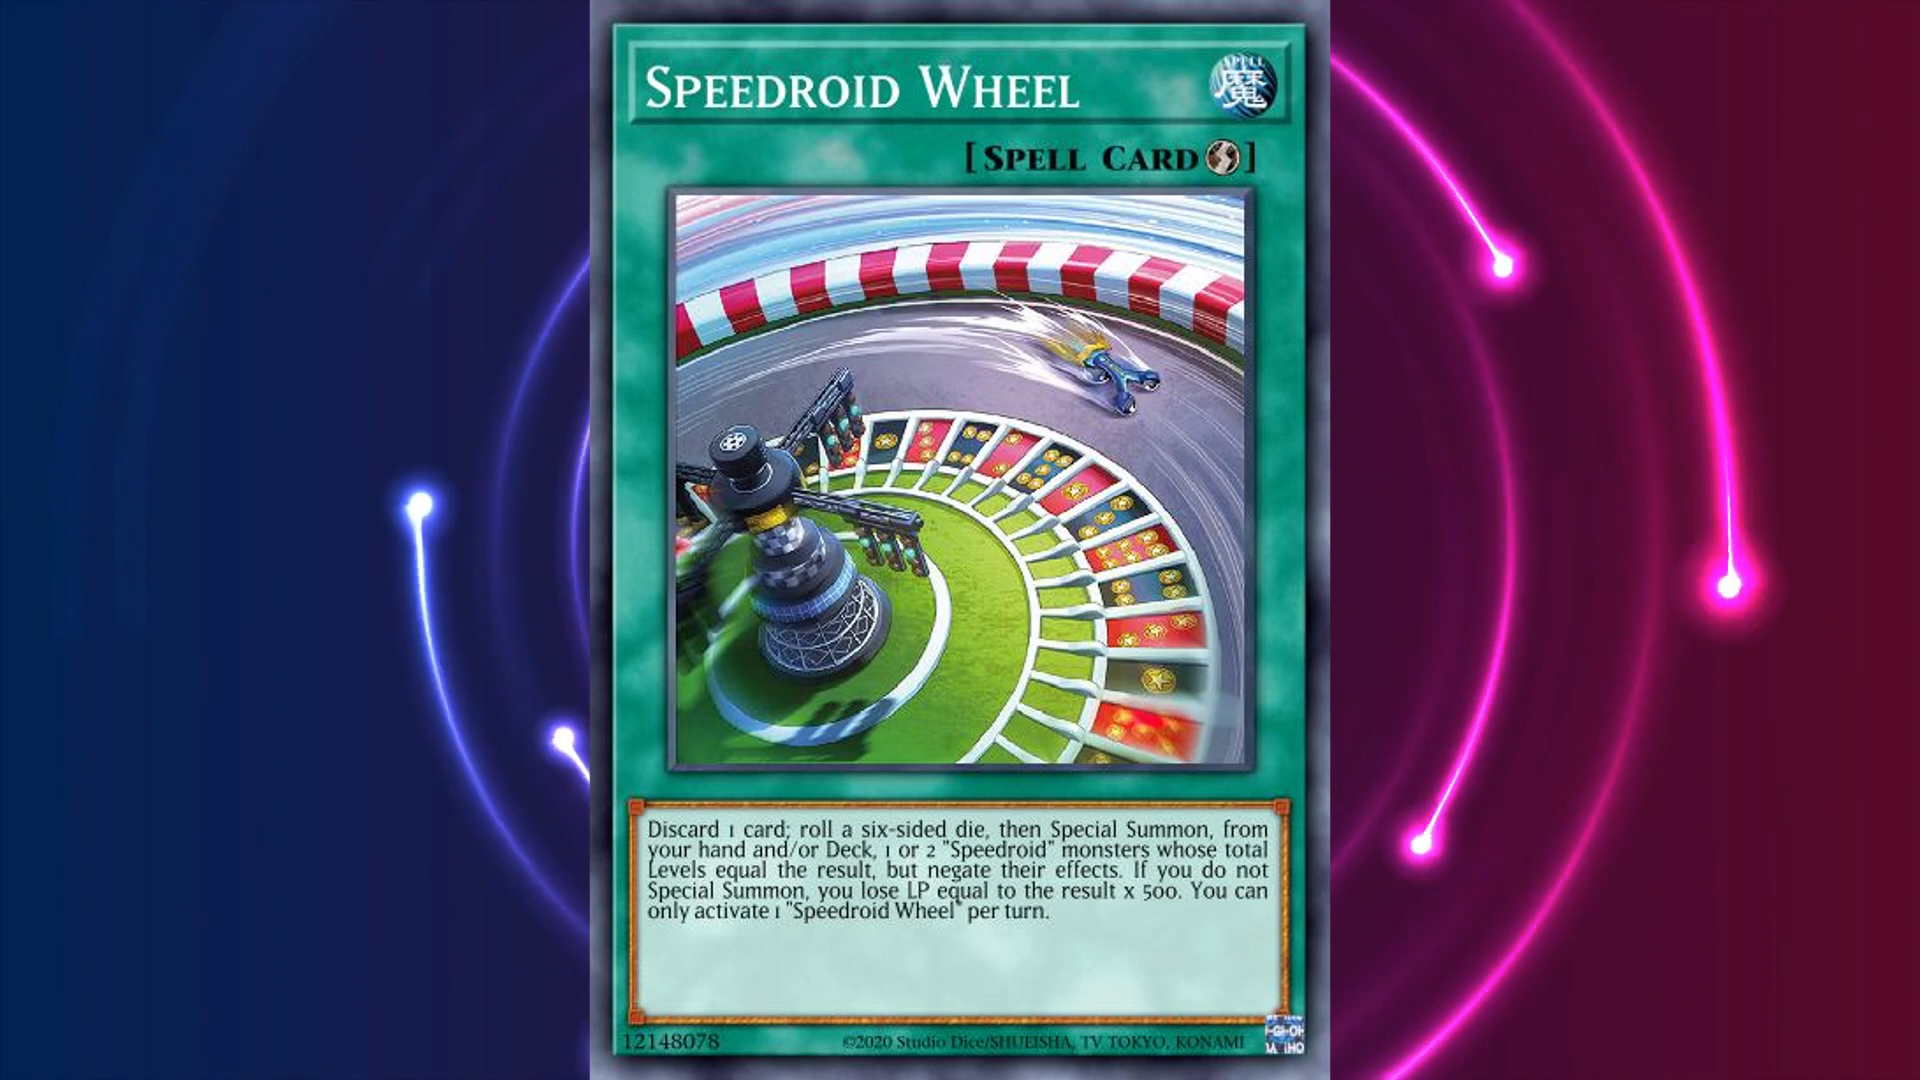 SPEEDROID WHEEL
SPELL
魔
[SPELL CARD]
Discard 1 card; roll a six-sided die, then Special Summon, from
your hand and/or Deck, 1 or 2 "Speedroid" monsters whose total
Levels equal the result, but negate their effects. If you do not
Special Summon, you lose LP equal to the result x 500. You can
only activate 1 "Speedroid Wheel" per turn.
12148078
©2020 Studio Dice/SHUEISHA, TV TOKYO, KONAMI